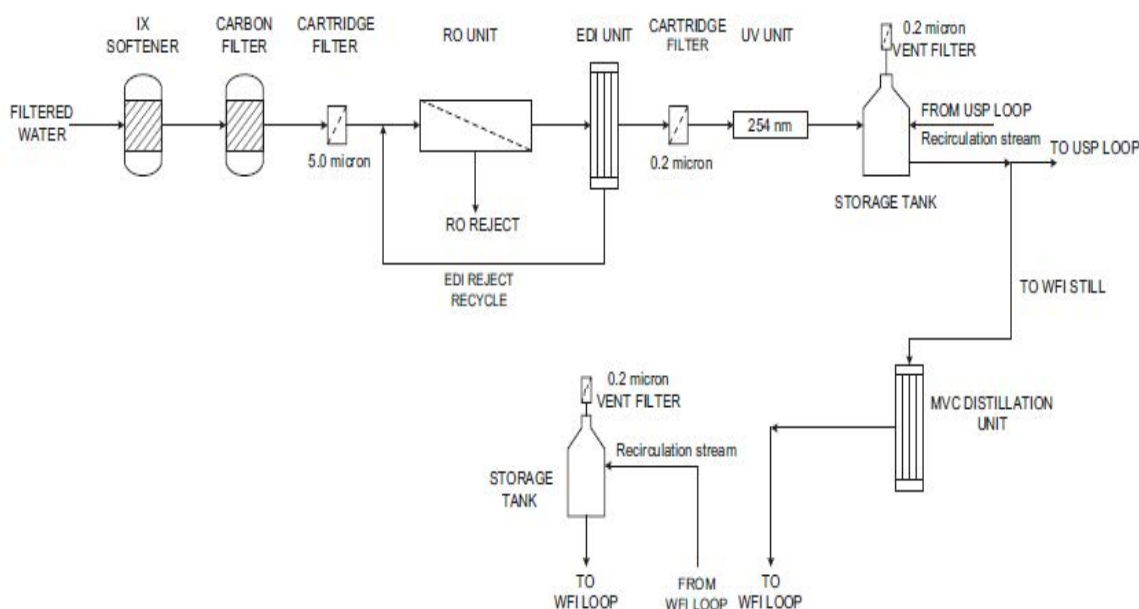 IX
SOFTENER
CARBON
FILTER
CARTRIDGE
FILTER
RO UNIT
EDI UNIT
CARTRIDGE
FILTER
UV UNIT
0.2 micron
VENT FILTER
FILTERED
WATER
5.0 micron
0.2 micron
254 nm
FROM USP LOOP
Recirculation stream
TO USP LOOP
STORAGE TANK
RO REJECT
EDI REJECT
RECYCLE
TO WFI STILL
0.2 micron
VENT FILTER
MVC DISTILLATION
UNIT
Recirculation stream
STORAGE
TANK
TO
WFI LOOP
FROM
WFI LOOP
TO
WFI LOOP